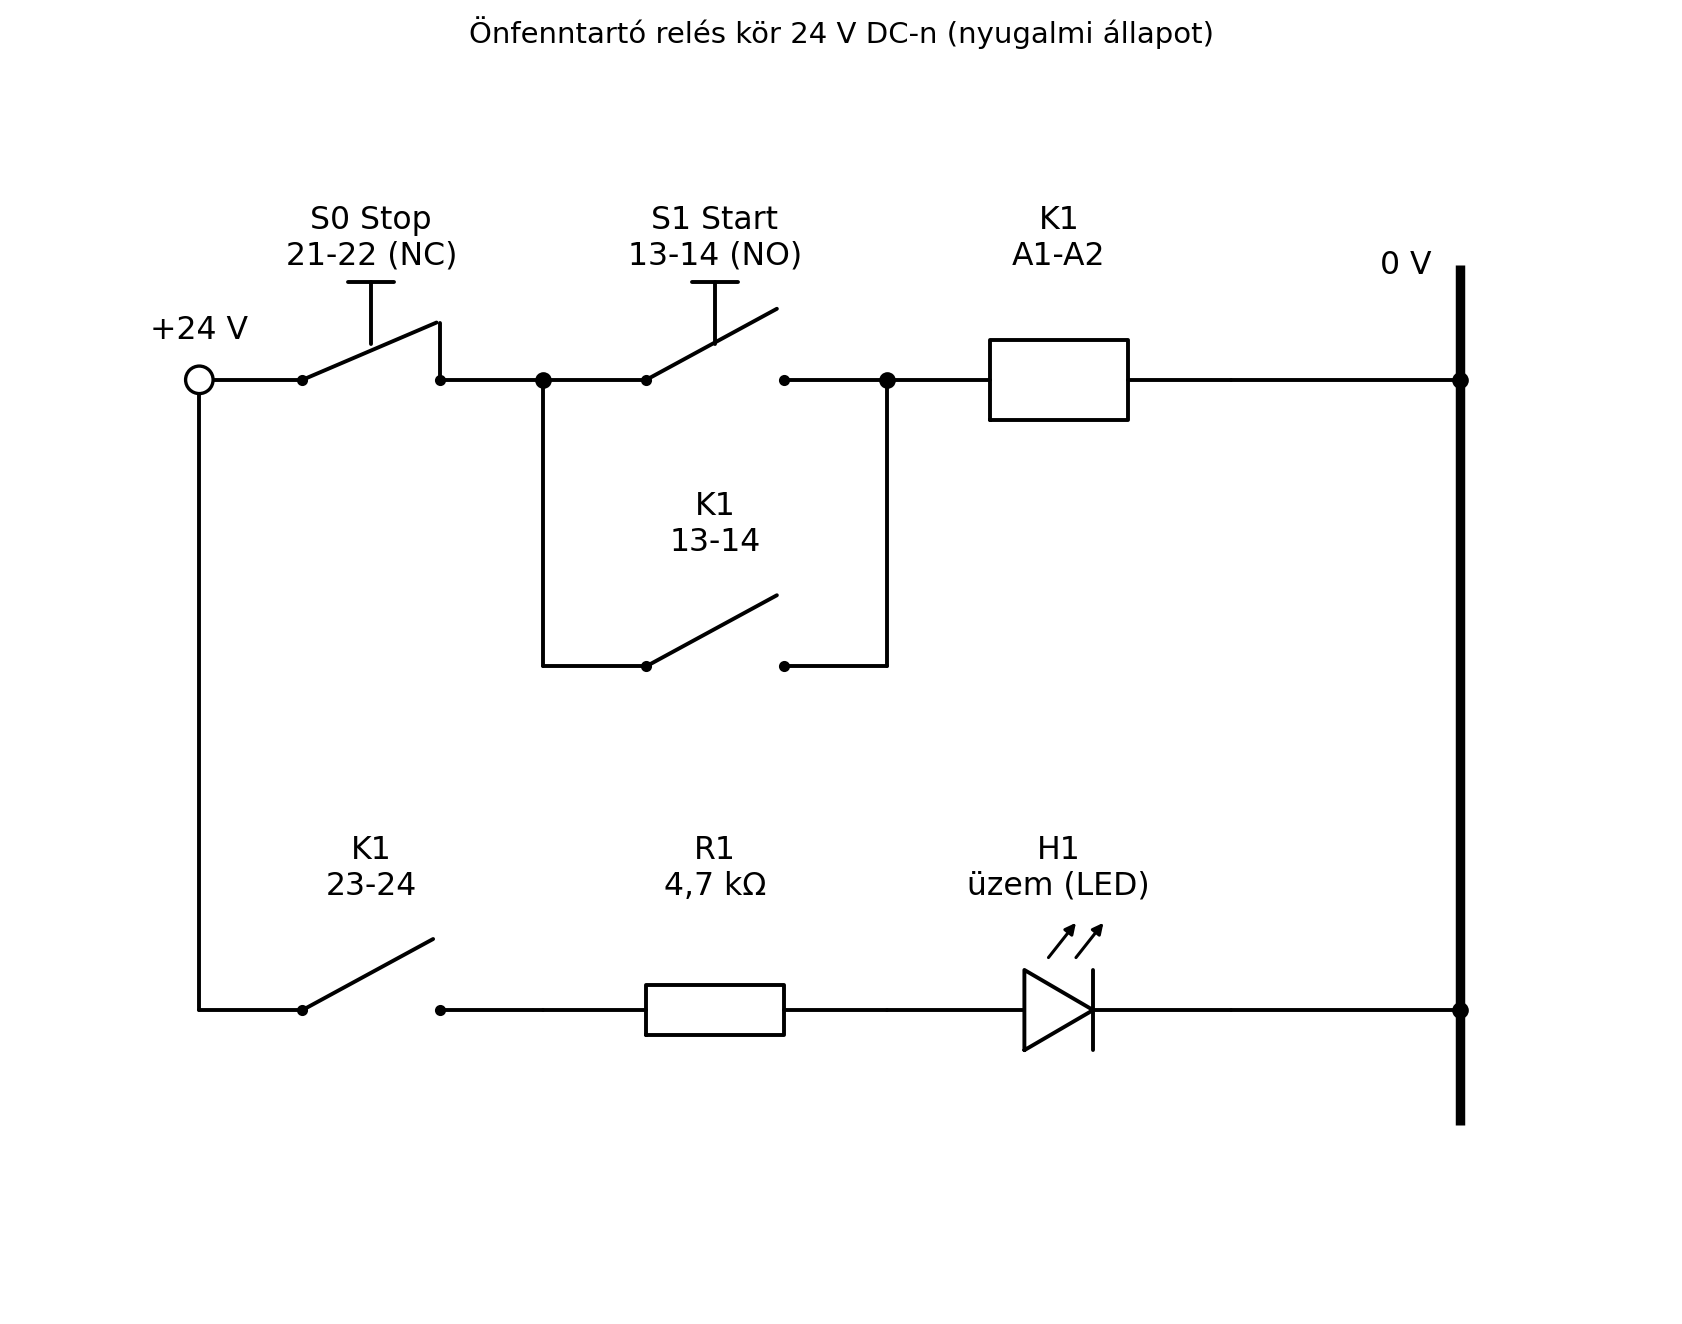 Önfenntartó relés kör 24 V DC-n (nyugalmi állapot)
S0 Stop
21-22 (NC)
S1 Start
13-14 (NO)
K1
A1-A2
0 V
+24 V
K1
13-14
K1
23-24
R1
4,7 kΩ
H1
üzem (LED)